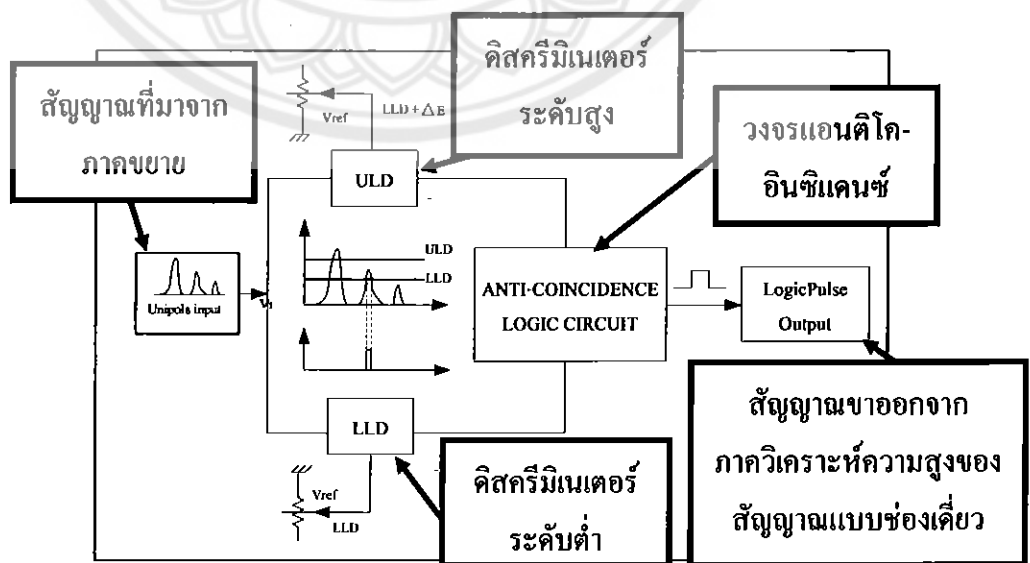 สัญญาณที่มาจาก
ภาคขยาย
Vref
LLD + ΔE
ดิสครีมิเนเตอร์
ระดับสูง
วงจรแอนติโค-
อินซิแดนซ์
ULD
ULD
LLD
Unipola input
V1
ANTI-COINCIDENCE
LOGIC CIRCUIT
LogicPulse
Output
LLD
Vref
LLD
ดิสครีมิเนเตอร์
ระดับต่ำ
สัญญาณขาออกจาก
ภาควิเคราะห์ความสูงของ
สัญญาณแบบช่องเดี่ยว